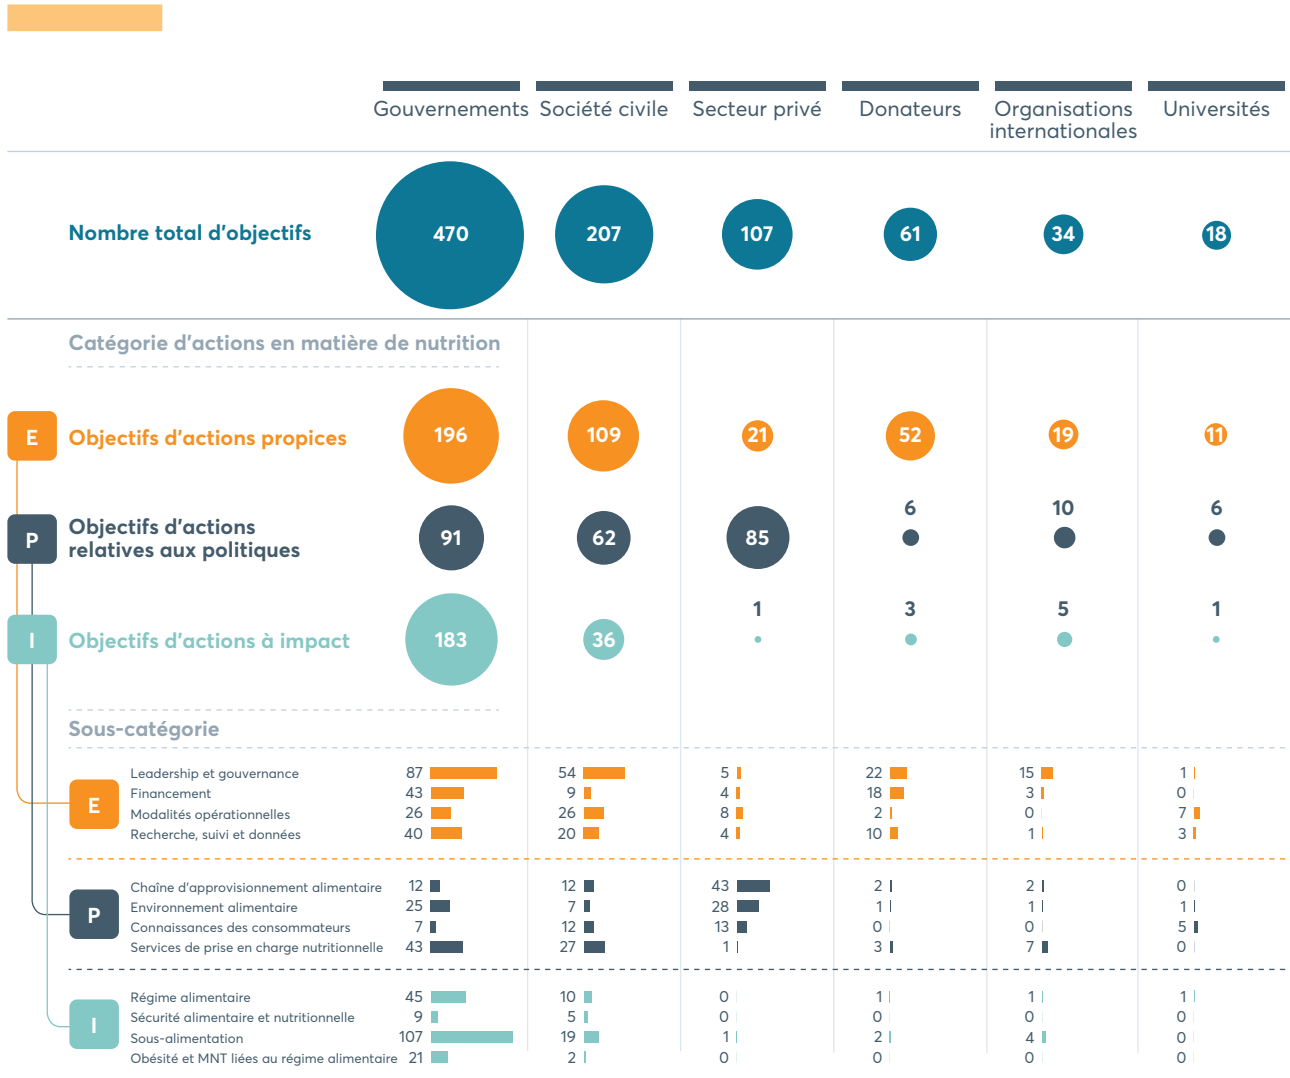 Gouvernements Société civile Secteur privé Donateurs Organisations internationales Universités
Nombre total d'objectifs 470 207 107 61 34 18
Catégorie d'actions en matière de nutrition
E Objectifs d'actions propices 196 109 21 52 19 11
P Objectifs d'actions relatives aux politiques 91 62 85 6 10 6
I Objectifs d'actions à impact 183 36 1 3 5 1
Sous-catégorie
E
Leadership et gouvernance 87 54 5 22 15 1
Financement 43 9 4 18 3 0
Modalités opérationnelles 26 26 8 2 0 7
Recherche, suivi et données 40 20 4 10 1 3
P
Chaîne d'approvisionnement alimentaire 12 12 43 2 2 0
Environnement alimentaire 25 7 28 1 1 1
Connaissances des consommateurs 7 12 13 0 0 5
Services de prise en charge nutritionnelle 43 27 1 3 7 0
I
Régime alimentaire 45 10 0 1 1 1
Sécurité alimentaire et nutritionnelle 9 5 0 0 0 0
Sous-alimentation 107 19 1 2 4 0
Obésité et MNT liées au régime alimentaire 21 2 0 0 0 0